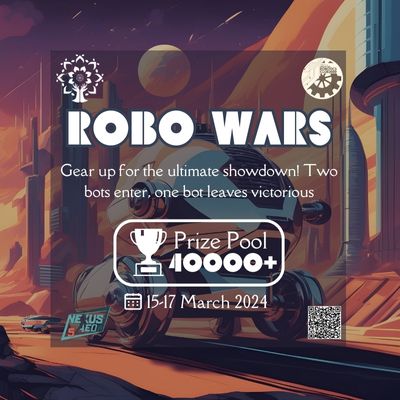 ROBO WARS
Gear up for the ultimate showdown! Two
bots enter, one bot leaves victorious
Prize Pool
40000+
15-17 March 2024
NEXUS